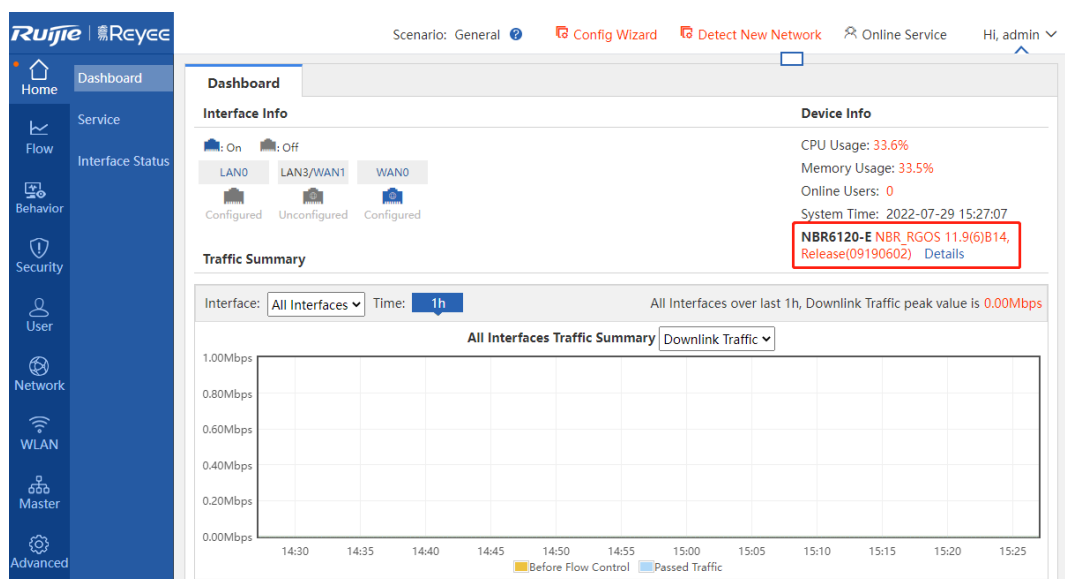 Ruijie | 睿易 Reyee
Scenario: General ? Config Wizard Detect New Network Online Service Hi, admin
Home
Flow
Behavior
Security
User
Network
WLAN
Master
Advanced
Dashboard
Service
Interface Status
Dashboard
Interface Info
: On : Off
LAN0 LAN3/WAN1 WAN0
Configured Unconfigured Configured
Device Info
CPU Usage: 33.6%
Memory Usage: 33.5%
Online Users: 0
System Time: 2022-07-29 15:27:07
NBR6120-E NBR_RGOS 11.9(6)B14,
Release(09190602) Details
Traffic Summary
Interface: All Interfaces Time: 1h All Interfaces over last 1h, Downlink Traffic peak value is 0.00Mbps
All Interfaces Traffic Summary Downlink Traffic
1.00Mbps
0.80Mbps
0.60Mbps
0.40Mbps
0.20Mbps
0.00Mbps
14:30 14:35 14:40 14:45 14:50 14:55 15:00 15:05 15:10 15:15 15:20 15:25
Before Flow Control Passed Traffic